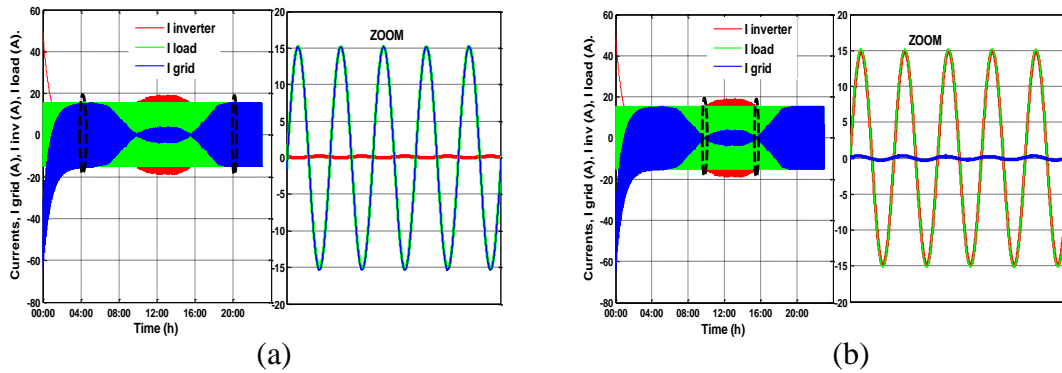 Currents, I grid (A), I inv (A), I load (A).
60
40
20
0
-20
-40
-60
-80
I inverter
I load
I grid
00:00 04:00 08:00 12:00 16:00 20:00
Time (h)
ZOOM
20
15
10
5
0
-5
-10
-15
-20
(a)
Currents, I grid (A), I inv (A), I load (A).
60
40
20
0
-20
-40
-60
-80
I inverter
I load
I grid
00:00 04:00 08:00 12:00 16:00 20:00
Time (h)
ZOOM
20
15
10
5
0
-5
-10
-15
-20
(b)